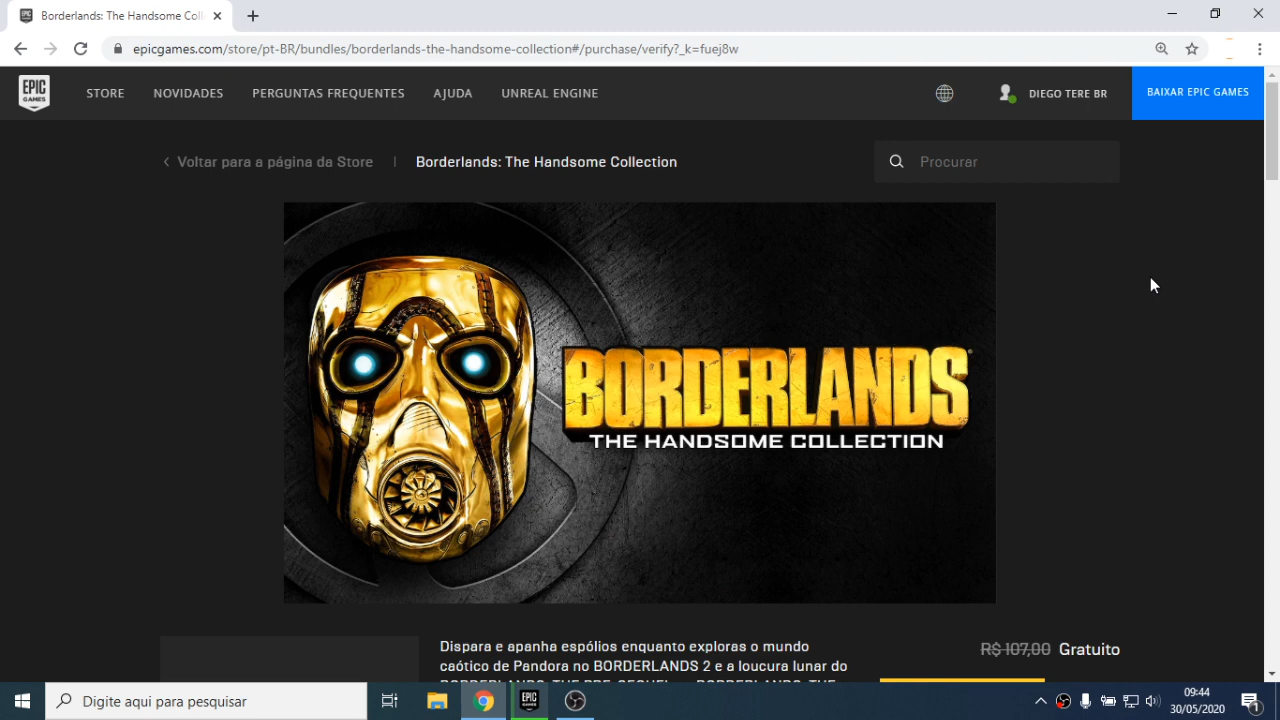 Borderlands: The Handsome Coll
epicgames.com/store/pt-BR/bundles/borderlands-the-handsome-collection#/purchase/verify?_k=fuej8w
EPIC GAMES
STORE
NOVIDADES
PERGUNTAS FREQUENTES
AJUDA
UNREAL ENGINE
DIEGO TERE BR
BAIXAR EPIC GAMES
Voltar para a página da Store
Borderlands: The Handsome Collection
Procurar
BORDERLANDS
THE HANDSOME COLLECTION
Dispara e apanha espólios enquanto exploras o mundo
caótico de Pandora no BORDERLANDS 2 e a loucura lunar do
R$ 107,00 Gratuito
Digite aqui para pesquisar
EPIC GAMES
09:44
30/05/2020
1